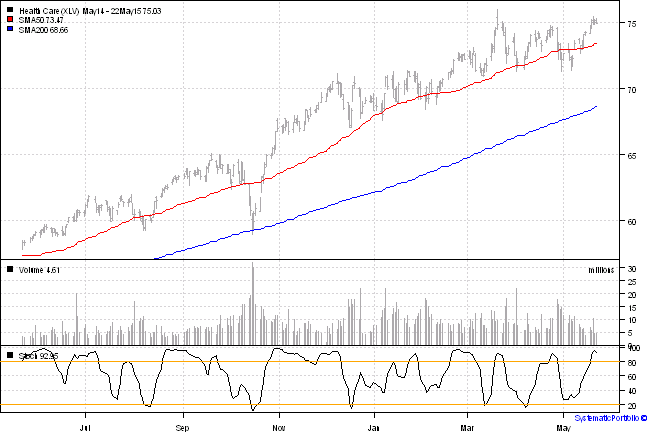 Health Care (XLV) May14 - 22May15 75.03
SMA50 73.47
SMA200 68.66
75
70
65
60
Volume 4.61
millions
30
25
20
15
10
5
0
Stoch 92.95
100
80
60
40
20
Jul Sep Nov Jan Mar May
SystematicPortfolio ©